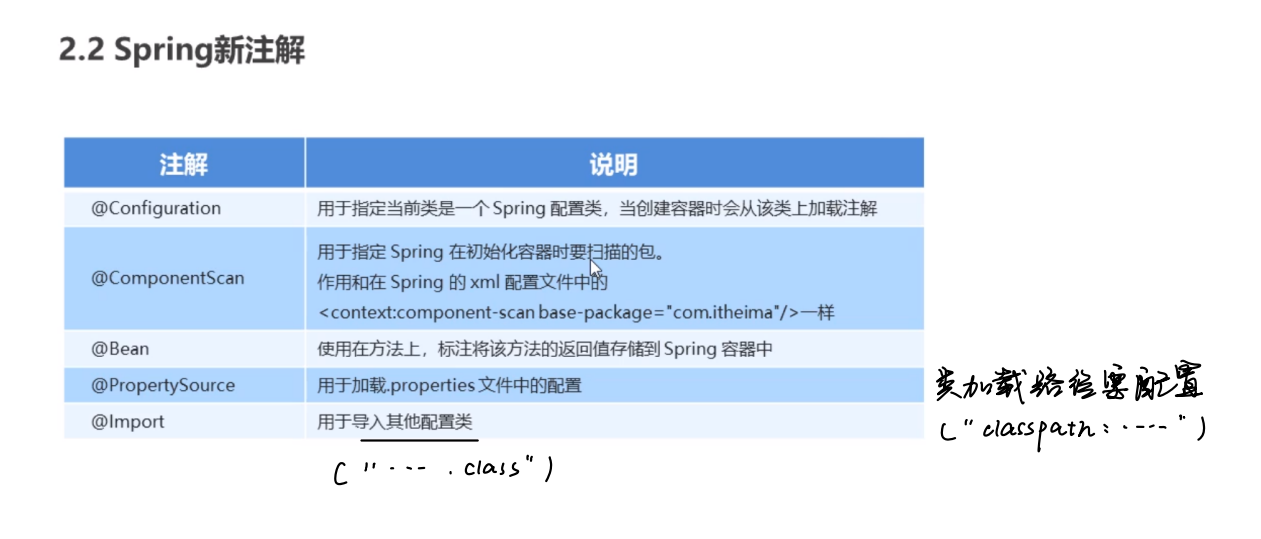 2.2 Spring新注解
注解 说明
@Configuration 用于指定当前类是一个 Spring 配置类，当创建容器时会从该类上加载注解
@ComponentScan 用于指定 Spring 在初始化容器时要扫描的包。
作用和在 Spring 的 xml 配置文件中的
<context:component-scan base-package="com.itheima"/>一样
@Bean 使用在方法上，标注将该方法的返回值存储到 Spring 容器中
@PropertySource 用于加载.properties 文件中的配置
类加载路径要配置
("classpath: ····")
@Import 用于导入其他配置类
("···· .class")